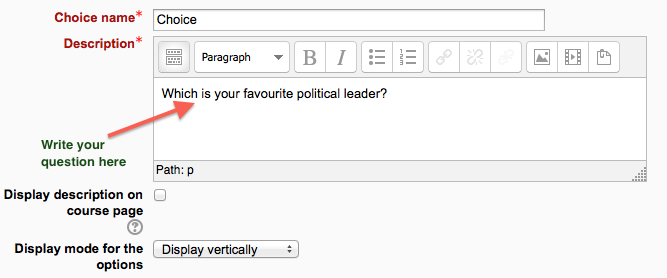 Choice name*
Choice
Description*
Paragraph
B I
Which is your favourite political leader?
Write your
question here
Path: p
Display description on
course page
?
Display mode for the
options
Display vertically